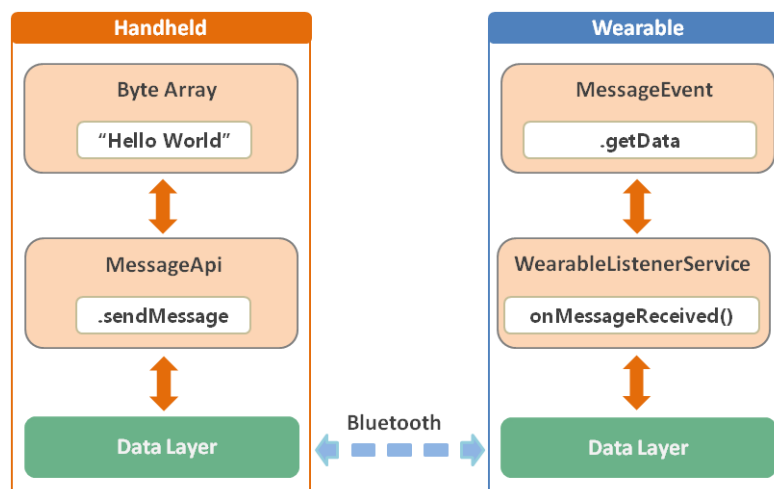 Handheld
Byte Array
“Hello World”
MessageApi
.sendMessage
Data Layer
Bluetooth
Wearable
MessageEvent
.getData
WearableListenerService
onMessageReceived()
Data Layer